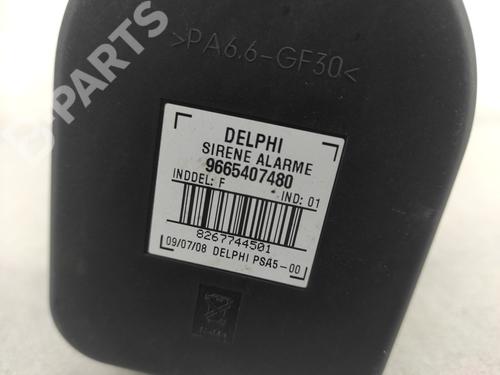 B-PARTS
>PA6.6-GF30<
DELPHI
SIRENE ALARME
9665407480
INDDEL: F IND: 01
8267744501
09/07/08 DELPHI PSA5-00